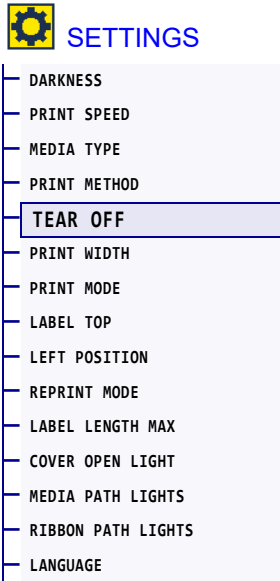 SETTINGS
DARKNESS
PRINT SPEED
MEDIA TYPE
PRINT METHOD
TEAR OFF
PRINT WIDTH
PRINT MODE
LABEL TOP
LEFT POSITION
REPRINT MODE
LABEL LENGTH MAX
COVER OPEN LIGHT
MEDIA PATH LIGHTS
RIBBON PATH LIGHTS
LANGUAGE